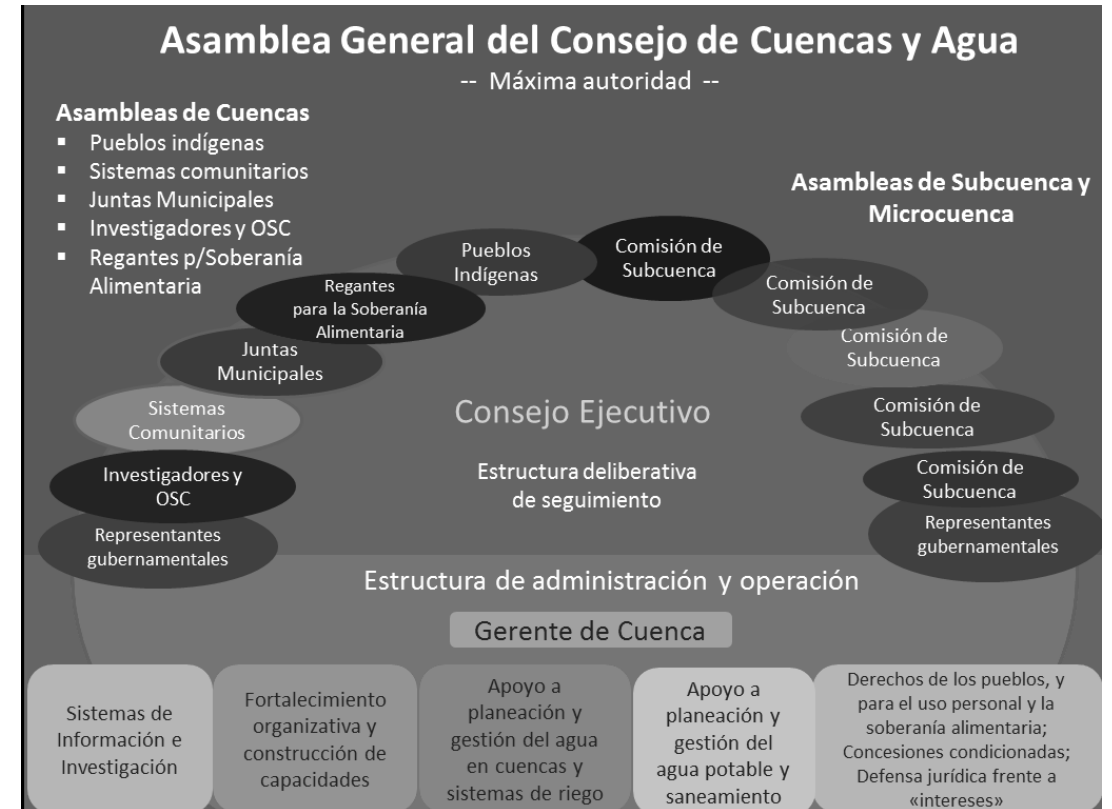 Asamblea General del Consejo de Cuencas y Agua
-- Máxima autoridad --
Asambleas de Cuencas
▪ Pueblos indígenas
▪ Sistemas comunitarios
▪ Juntas Municipales
▪ Investigadores y OSC
▪ Regantes p/Soberanía
Alimentaria
Asambleas de Subcuenca y
Microcuenca
Pueblos
Indígenas
Regantes
para la Soberanía
Alimentaria
Juntas
Municipales
Sistemas
Comunitarios
Investigadores y
OSC
Representantes
gubernamentales
Comisión de
Subcuenca
Comisión de
Subcuenca
Comisión de
Subcuenca
Comisión de
Subcuenca
Comisión de
Subcuenca
Representantes
gubernamentales
Consejo Ejecutivo
Estructura deliberativa
de seguimiento
Estructura de administración y operación
Gerente de Cuenca
Sistemas de
Información e
Investigación
Fortalecimiento
organizativa y
construcción de
capacidades
Apoyo a
planeación y
gestión del agua
en cuencas y
sistemas de riego
Apoyo a
planeación y
gestión del
agua potable y
saneamiento
Derechos de los pueblos, y
para el uso personal y la
soberanía alimentaria;
Concesiones condicionadas;
Defensa jurídica frente a
«intereses»